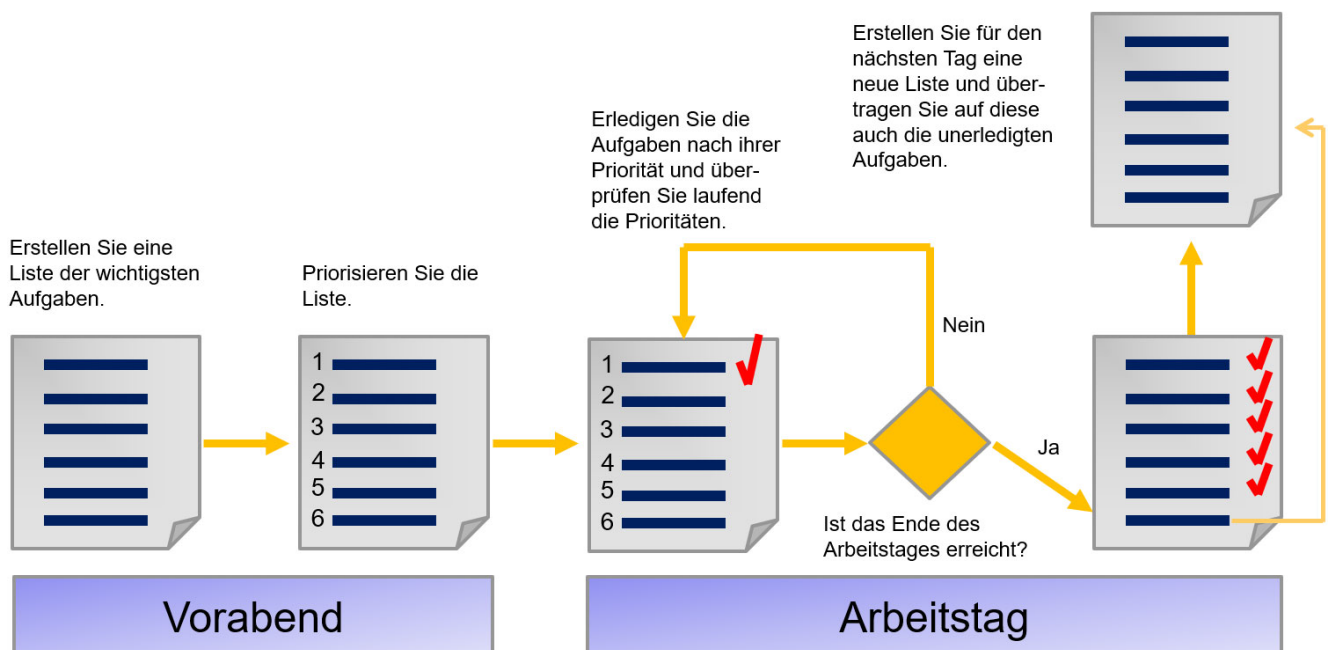 Erstellen Sie eine
Liste der wichtigsten
Aufgaben.
1
2
3
4
5
6
Priorisieren Sie die
Liste.
1
2
3
4
5
6
Erledigen Sie die
Aufgaben nach ihrer
Priorität und über-
prüfen Sie laufend
die Prioritäten.
Nein
Ja
Ist das Ende des
Arbeitstages erreicht?
Erstellen Sie für den
nächsten Tag eine
neue Liste und über-
tragen Sie auf diese
auch die unerledigten
Aufgaben.
Vorabend
Arbeitstag